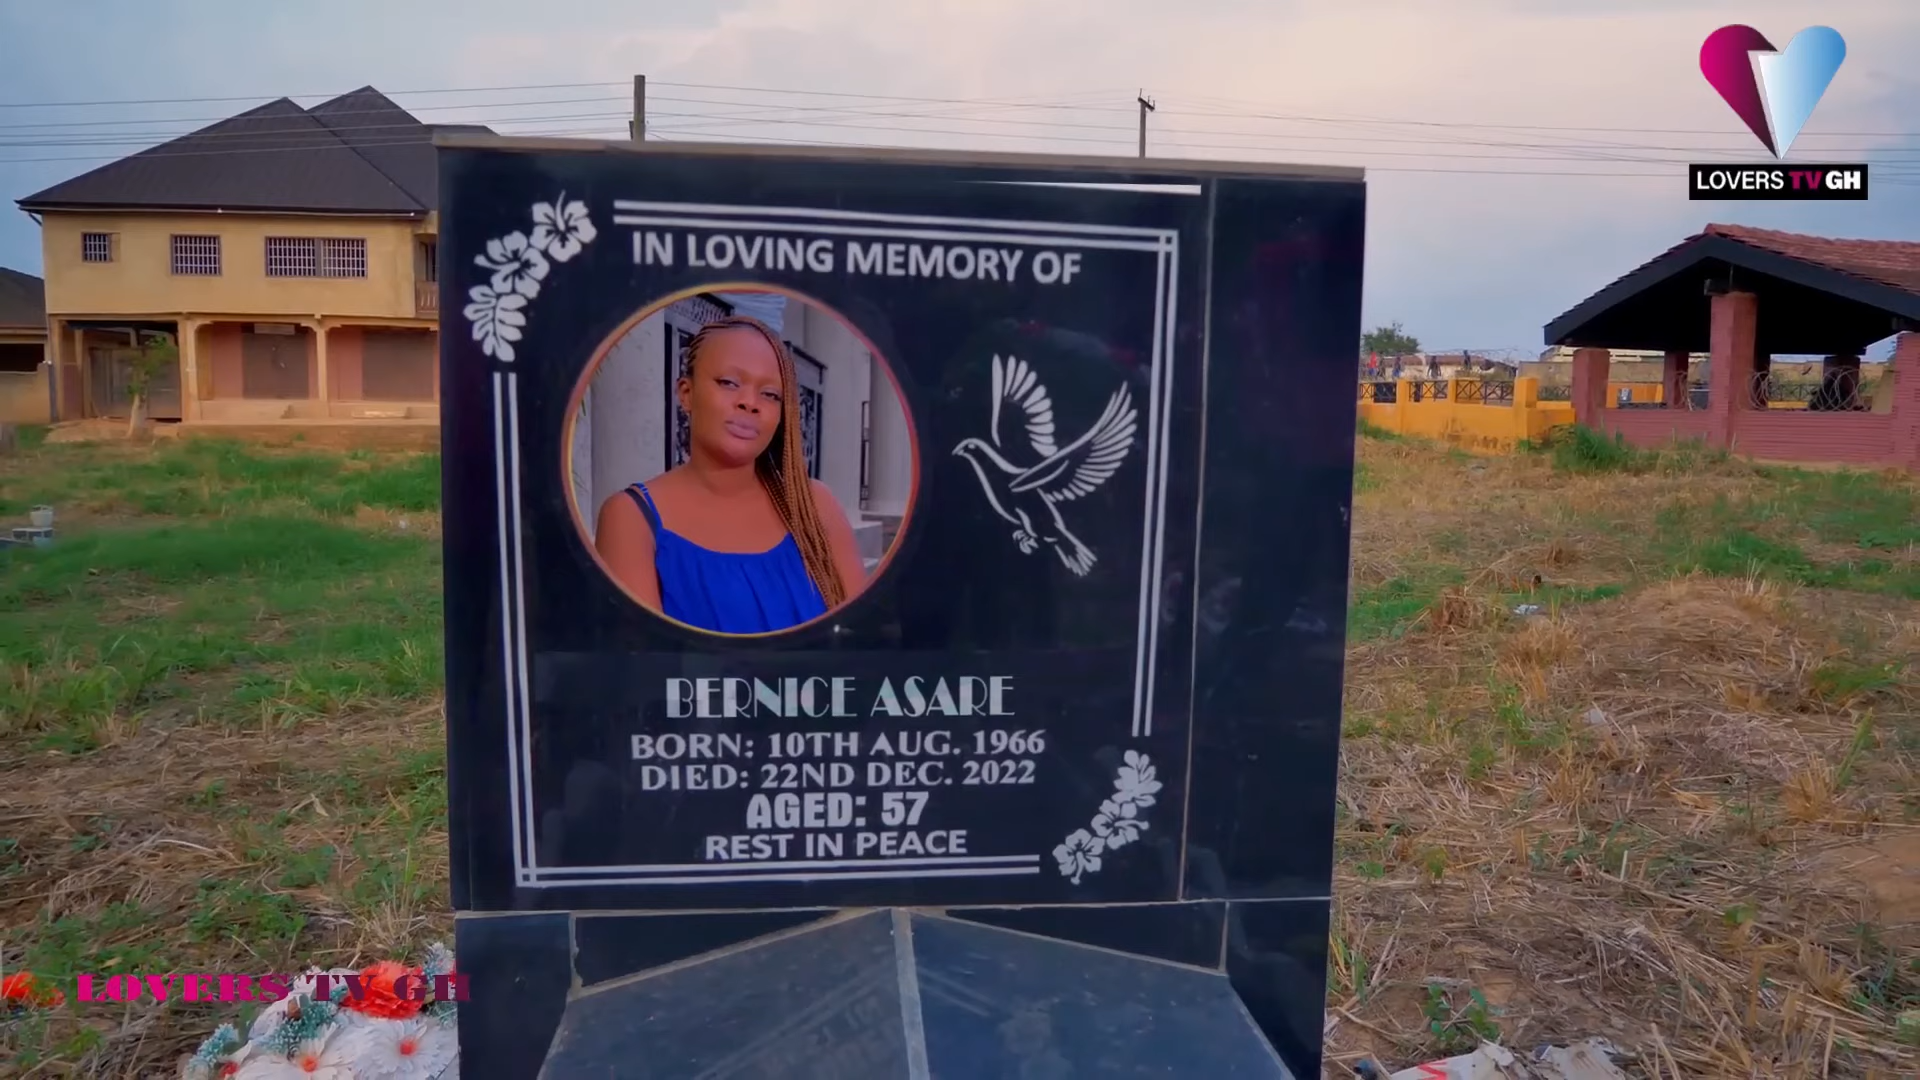 LOVERS TV GH
IN LOVING MEMORY OF
BERNICE ASARE
BORN: 10TH AUG. 1966
DIED: 22ND DEC. 2022
AGED: 57
REST IN PEACE
LOVERS TV GH